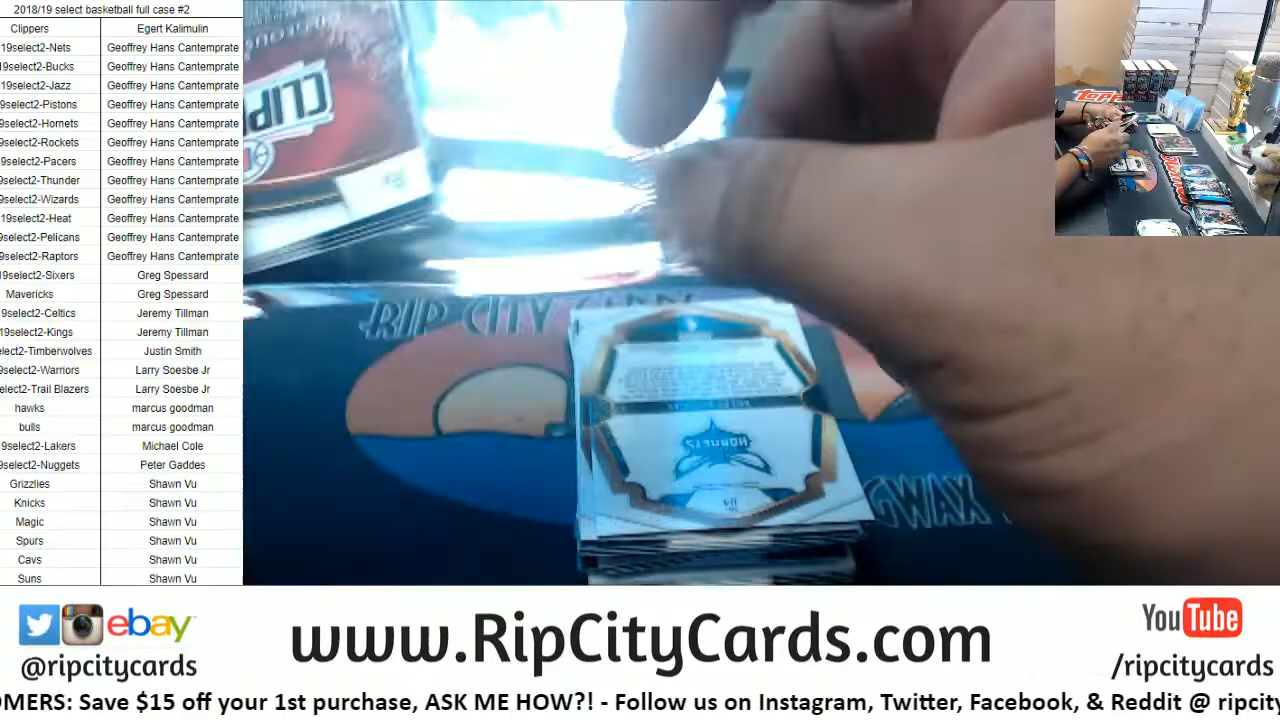 2018/19 select basketball full case #2
Clippers Egert Kalimulin
19select2-Nets Geoffrey Hans Cantemprate
19select2-Bucks Geoffrey Hans Cantemprate
19select2-Jazz Geoffrey Hans Cantemprate
9select2-Pistons Geoffrey Hans Cantemprate
9select2-Hornets Geoffrey Hans Cantemprate
9select2-Rockets Geoffrey Hans Cantemprate
9select2-Pacers Geoffrey Hans Cantemprate
9select2-Thunder Geoffrey Hans Cantemprate
9select2-Wizards Geoffrey Hans Cantemprate
19select2-Heat Geoffrey Hans Cantemprate
9select2-Pelicans Geoffrey Hans Cantemprate
9select2-Raptors Geoffrey Hans Cantemprate
19select2-Sixers Greg Spessard
Mavericks Greg Spessard
9select2-Celtics Jeremy Tillman
19select2-Kings Jeremy Tillman
elect2-Timberwolves Justin Smith
9select2-Warriors Larry Soesbe Jr
elect2-Trail Blazers Larry Soesbe Jr
hawks marcus goodman
bulls marcus goodman
9select2-Lakers Michael Cole
9select2-Nuggets Peter Gaddes
Grizzlies Shawn Vu
Knicks Shawn Vu
Magic Shawn Vu
Spurs Shawn Vu
Cavs Shawn Vu
Suns Shawn Vu
CLIP
RIP CITY
HORNETS
GWAX
Topps
ebay
@ripcitycards
www.RipCityCards.com
YouTube
/ripcitycards
OMERS: Save $15 off your 1st purchase, ASK ME HOW?! - Follow us on Instagram, Twitter, Facebook, & Reddit @ ripcity